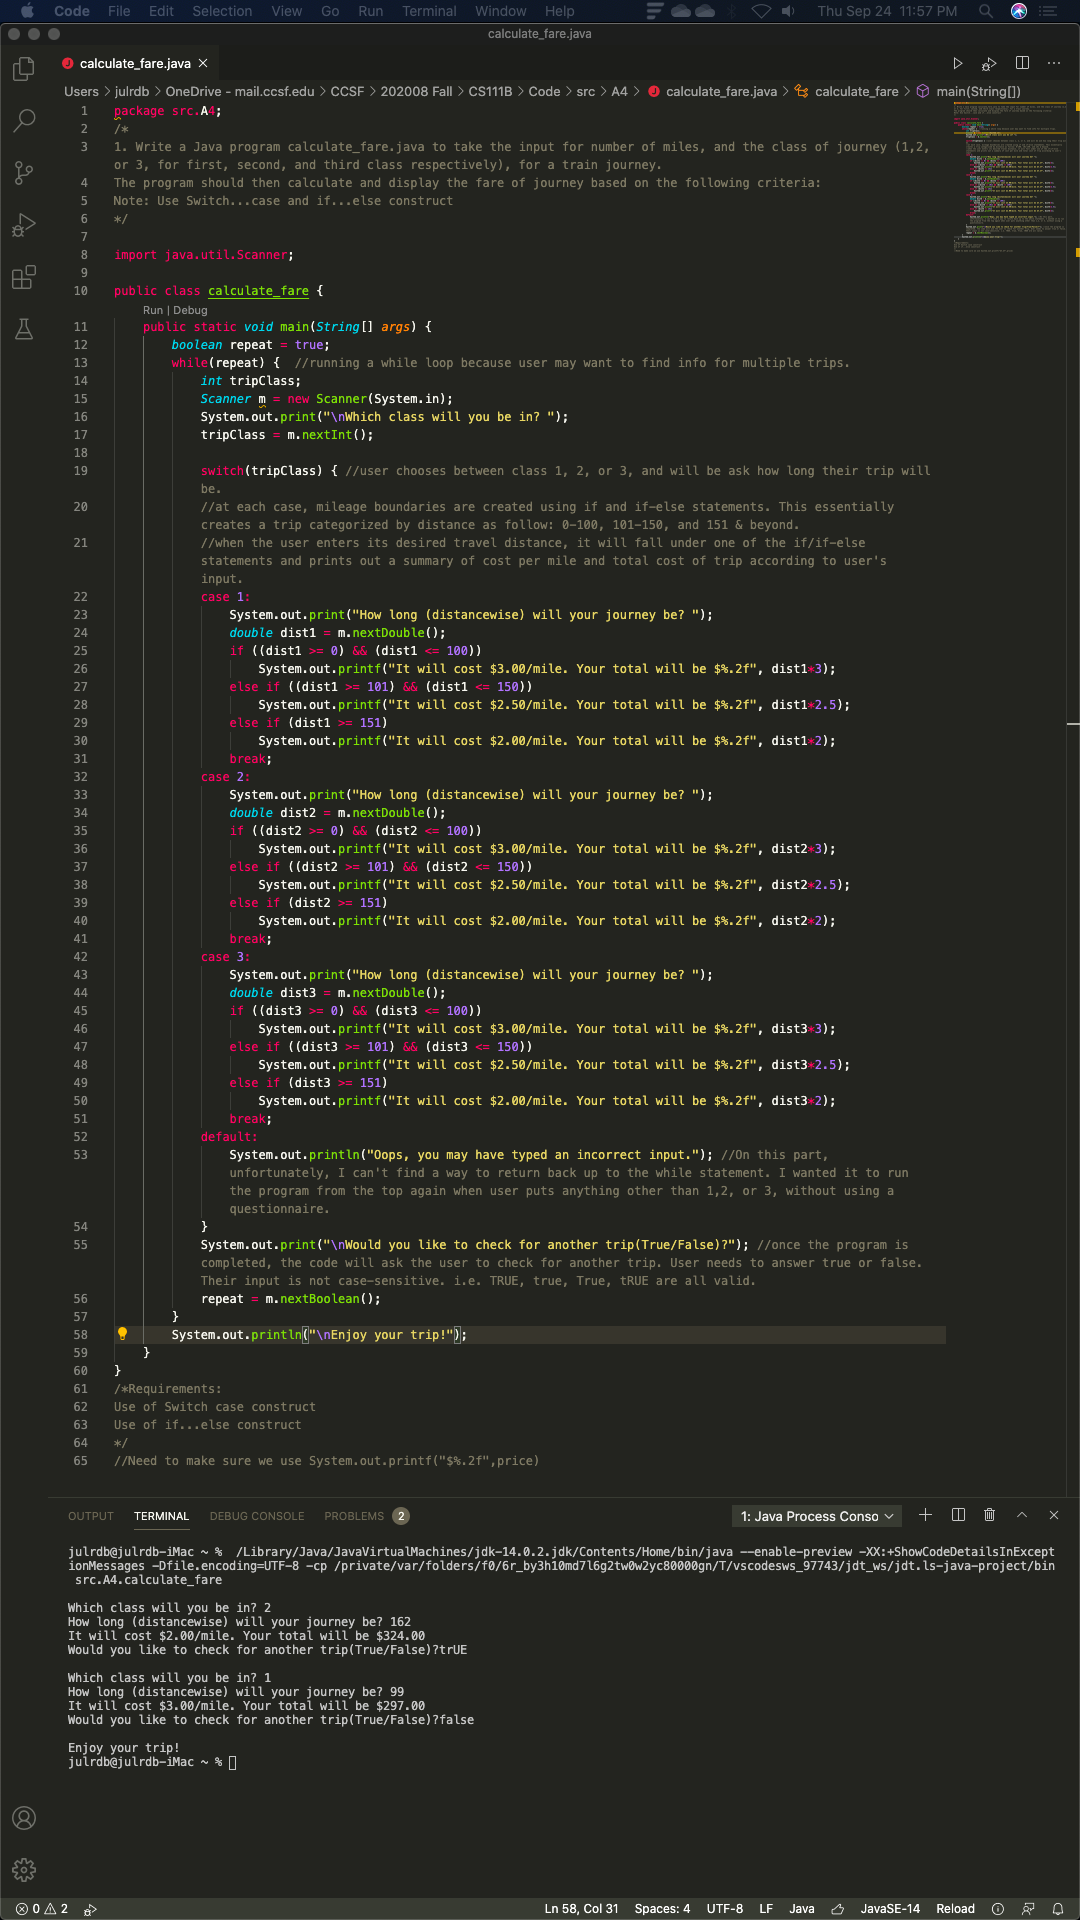 Code File Edit Selection View Go Run Terminal Window Help Thu Sep 24 11:57 PM
calculate_fare.java
calculate_fare.java
Users > julrdb > OneDrive - mail.ccsf.edu > CCSF > 202008 Fall > CS111B > Code > src > A4 > calculate_fare.java > calculate_fare > main(String[])
1 package src.A4;
2 /*
3 1. Write a Java program calculate_fare.java to take the input for number of miles, and the class of journey (1,2,
or 3, for first, second, and third class respectively), for a train journey.
4 The program should then calculate and display the fare of journey based on the following criteria:
5 Note: Use Switch...case and if...else construct
6 */
7
8 import java.util.Scanner;
9
10 public class calculate_fare {
Run | Debug
11 public static void main(String[] args) {
12 boolean repeat = true;
13 while(repeat) { //running a while loop because user may want to find info for multiple trips.
14 int tripClass;
15 Scanner m = new Scanner(System.in);
16 System.out.print("\nWhich class will you be in? ");
17 tripClass = m.nextInt();
18
19 switch(tripClass) { //user chooses between class 1, 2, or 3, and will be ask how long their trip will
be.
20 //at each case, mileage boundaries are created using if and if-else statements. This essentially
creates a trip categorized by distance as follow: 0-100, 101-150, and 151 & beyond.
21 //when the user enters its desired travel distance, it will fall under one of the if/if-else
statements and prints out a summary of cost per mile and total cost of trip according to user's
input.
22 case 1:
23 System.out.print("How long (distancewise) will your journey be? ");
24 double dist1 = m.nextDouble();
25 if ((dist1 >= 0) && (dist1 <= 100))
26 System.out.printf("It will cost $3.00/mile. Your total will be $%.2f", dist1*3);
27 else if ((dist1 >= 101) && (dist1 <= 150))
28 System.out.printf("It will cost $2.50/mile. Your total will be $%.2f", dist1*2.5);
29 else if (dist1 >= 151)
30 System.out.printf("It will cost $2.00/mile. Your total will be $%.2f", dist1*2);
31 break;
32 case 2:
33 System.out.print("How long (distancewise) will your journey be? ");
34 double dist2 = m.nextDouble();
35 if ((dist2 >= 0) && (dist2 <= 100))
36 System.out.printf("It will cost $3.00/mile. Your total will be $%.2f", dist2*3);
37 else if ((dist2 >= 101) && (dist2 <= 150))
38 System.out.printf("It will cost $2.50/mile. Your total will be $%.2f", dist2*2.5);
39 else if (dist2 >= 151)
40 System.out.printf("It will cost $2.00/mile. Your total will be $%.2f", dist2*2);
41 break;
42 case 3:
43 System.out.print("How long (distancewise) will your journey be? ");
44 double dist3 = m.nextDouble();
45 if ((dist3 >= 0) && (dist3 <= 100))
46 System.out.printf("It will cost $3.00/mile. Your total will be $%.2f", dist3*3);
47 else if ((dist3 >= 101) && (dist3 <= 150))
48 System.out.printf("It will cost $2.50/mile. Your total will be $%.2f", dist3*2.5);
49 else if (dist3 >= 151)
50 System.out.printf("It will cost $2.00/mile. Your total will be $%.2f", dist3*2);
51 break;
52 default:
53 System.out.println("Oops, you may have typed an incorrect input."); //On this part,
unfortunately, I can't find a way to return back up to the while statement. I wanted it to run
the program from the top again when user puts anything other than 1,2, or 3, without using a
questionnaire.
54 }
55 System.out.print("\nWould you like to check for another trip(True/False)?"); //once the program is
completed, the code will ask the user to check for another trip. User needs to answer true or false.
Their input is not case-sensitive. i.e. TRUE, true, True, tRUE are all valid.
56 repeat = m.nextBoolean();
57 }
58 System.out.println("\nEnjoy your trip!");
59 }
60 }
61 /*Requirements:
62 Use of Switch case construct
63 Use of if...else construct
64 */
65 //Need to make sure we use System.out.printf("$%.2f",price)
OUTPUT TERMINAL DEBUG CONSOLE PROBLEMS 2 1: Java Process Conso
julrdb@julrdb-iMac ~ % /Library/Java/JavaVirtualMachines/jdk-14.0.2.jdk/Contents/Home/bin/java --enable-preview -XX:+ShowCodeDetailsInExcept
ionMessages -Dfile.encoding=UTF-8 -cp /private/var/folders/f0/6r_by3h10md7l6g2tw0w2yc80000gn/T/vscodesws_97743/jdt_ws/jdt.ls-java-project/bin
src.A4.calculate_fare
Which class will you be in? 2
How long (distancewise) will your journey be? 162
It will cost $2.00/mile. Your total will be $324.00
Would you like to check for another trip(True/False)?trUE
Which class will you be in? 1
How long (distancewise) will your journey be? 99
It will cost $3.00/mile. Your total will be $297.00
Would you like to check for another trip(True/False)?false
Enjoy your trip!
julrdb@julrdb-iMac ~ %
0 2 Ln 58, Col 31 Spaces: 4 UTF-8 LF Java JavaSE-14 Reload